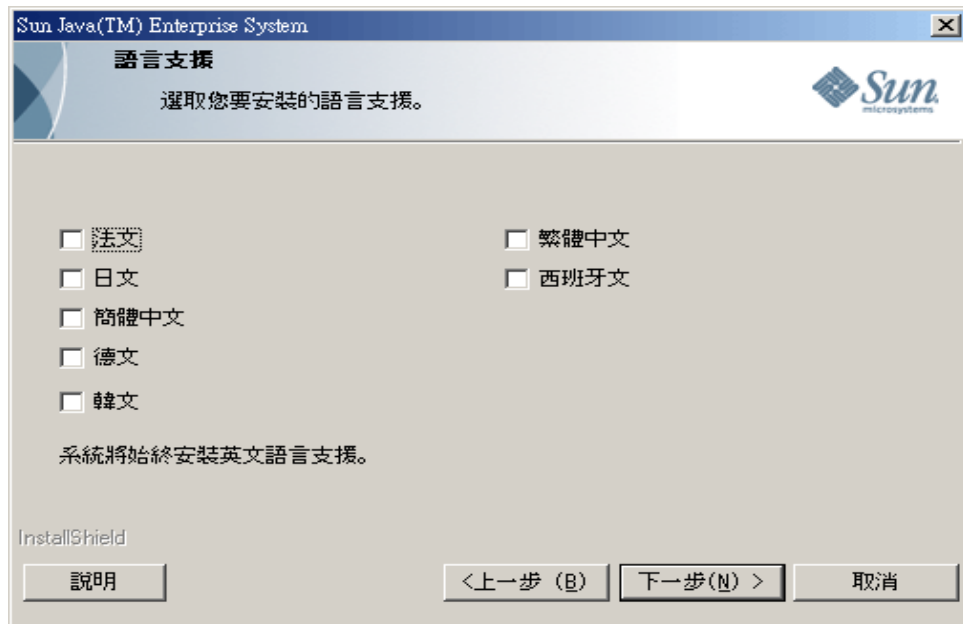 Sun Java(TM) Enterprise System
語言支援
選取您要安裝的語言支援。
Sun
microsystems
法文
繁體中文
日文
西班牙文
簡體中文
德文
韓文
系統將始終安裝英文語言支援。
InstallShield
說明
<上一步 (B)
下一步(N) >
取消